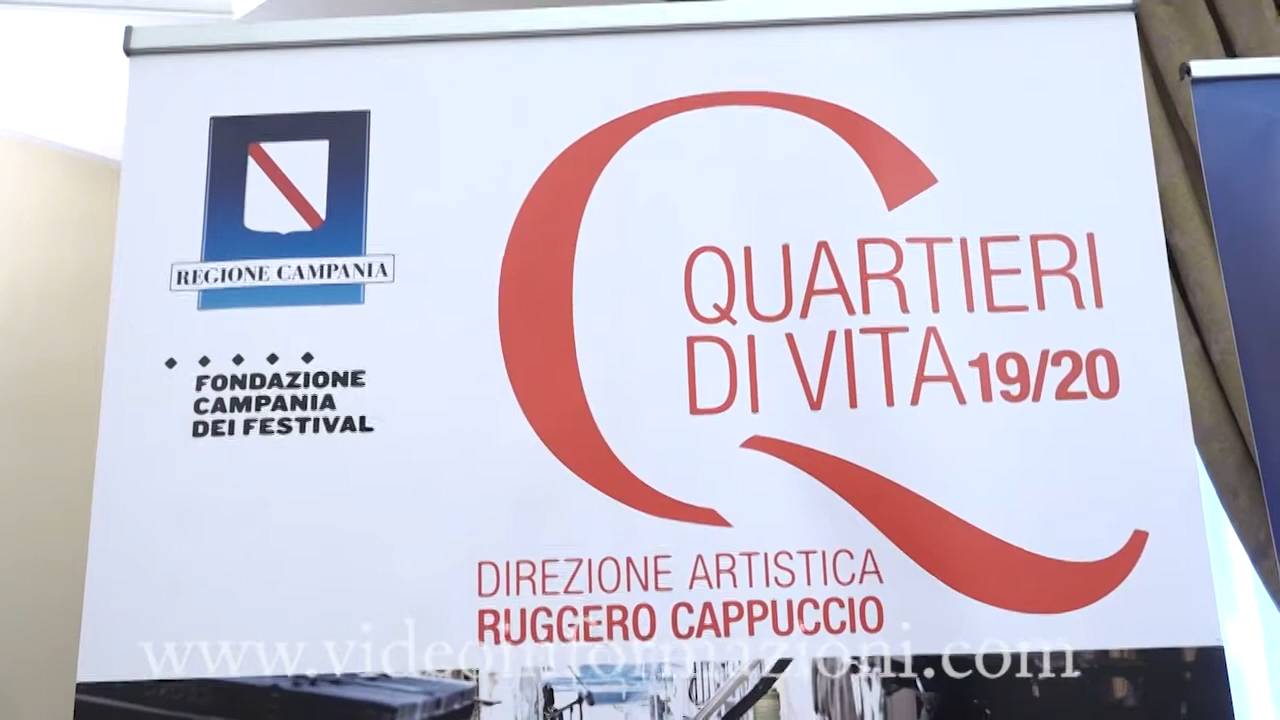 REGIONE CAMPANIA
FONDAZIONE
CAMPANIA
DEI FESTIVAL
QUARTIERI
DI VITA 19/20
DIREZIONE ARTISTICA
RUGGERO CAPPUCCIO
www.videoinformazioni.com